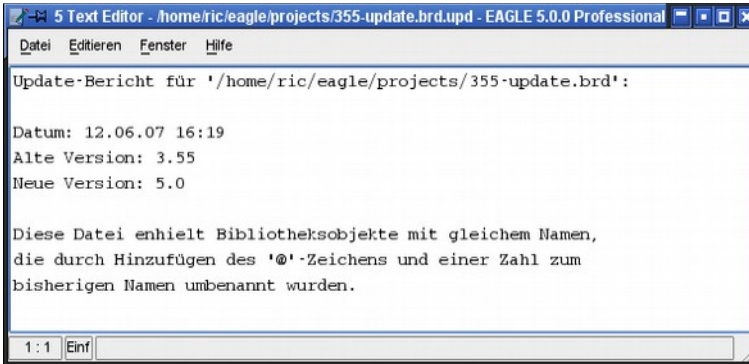 5 Text Editor - /home/ric/eagle/projects/355-update.brd.upd - EAGLE 5.0.0 Professional
Datei Editieren Fenster Hilfe
Update-Bericht für '/home/ric/eagle/projects/355-update.brd':
Datum: 12.06.07 16:19
Alte Version: 3.55
Neue Version: 5.0
Diese Datei enhielt Bibliotheksobjekte mit gleichem Namen,
die durch Hinzufügen des '@'-Zeichens und einer Zahl zum
bisherigen Namen umbenannt wurden.
1:1 Einf